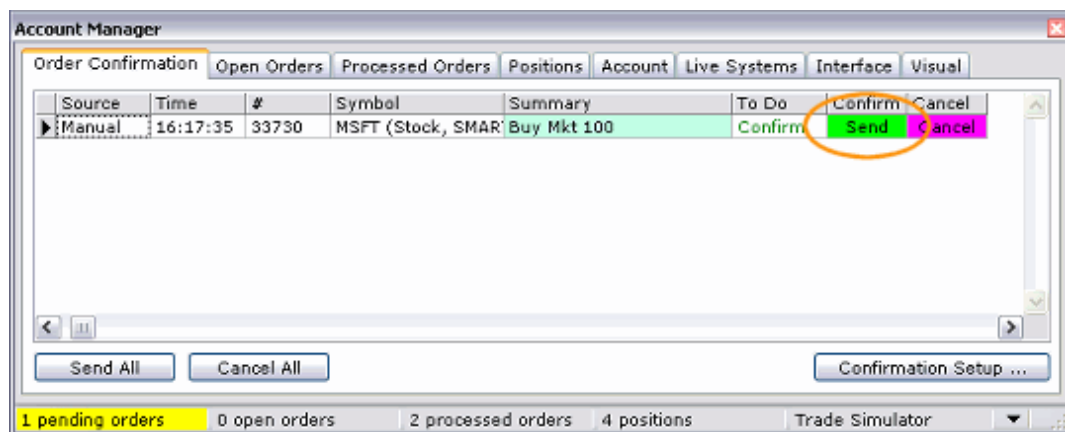 Account Manager
Order Confirmation Open Orders Processed Orders Positions Account Live Systems Interface Visual
Source Time # Symbol Summary To Do Confirm Cancel
Manual 16:17:35 33730 MSFT (Stock, SMAR Buy Mkt 100 Confirm Send Cancel
Send All Cancel All Confirmation Setup ...
1 pending orders 0 open orders 2 processed orders 4 positions Trade Simulator